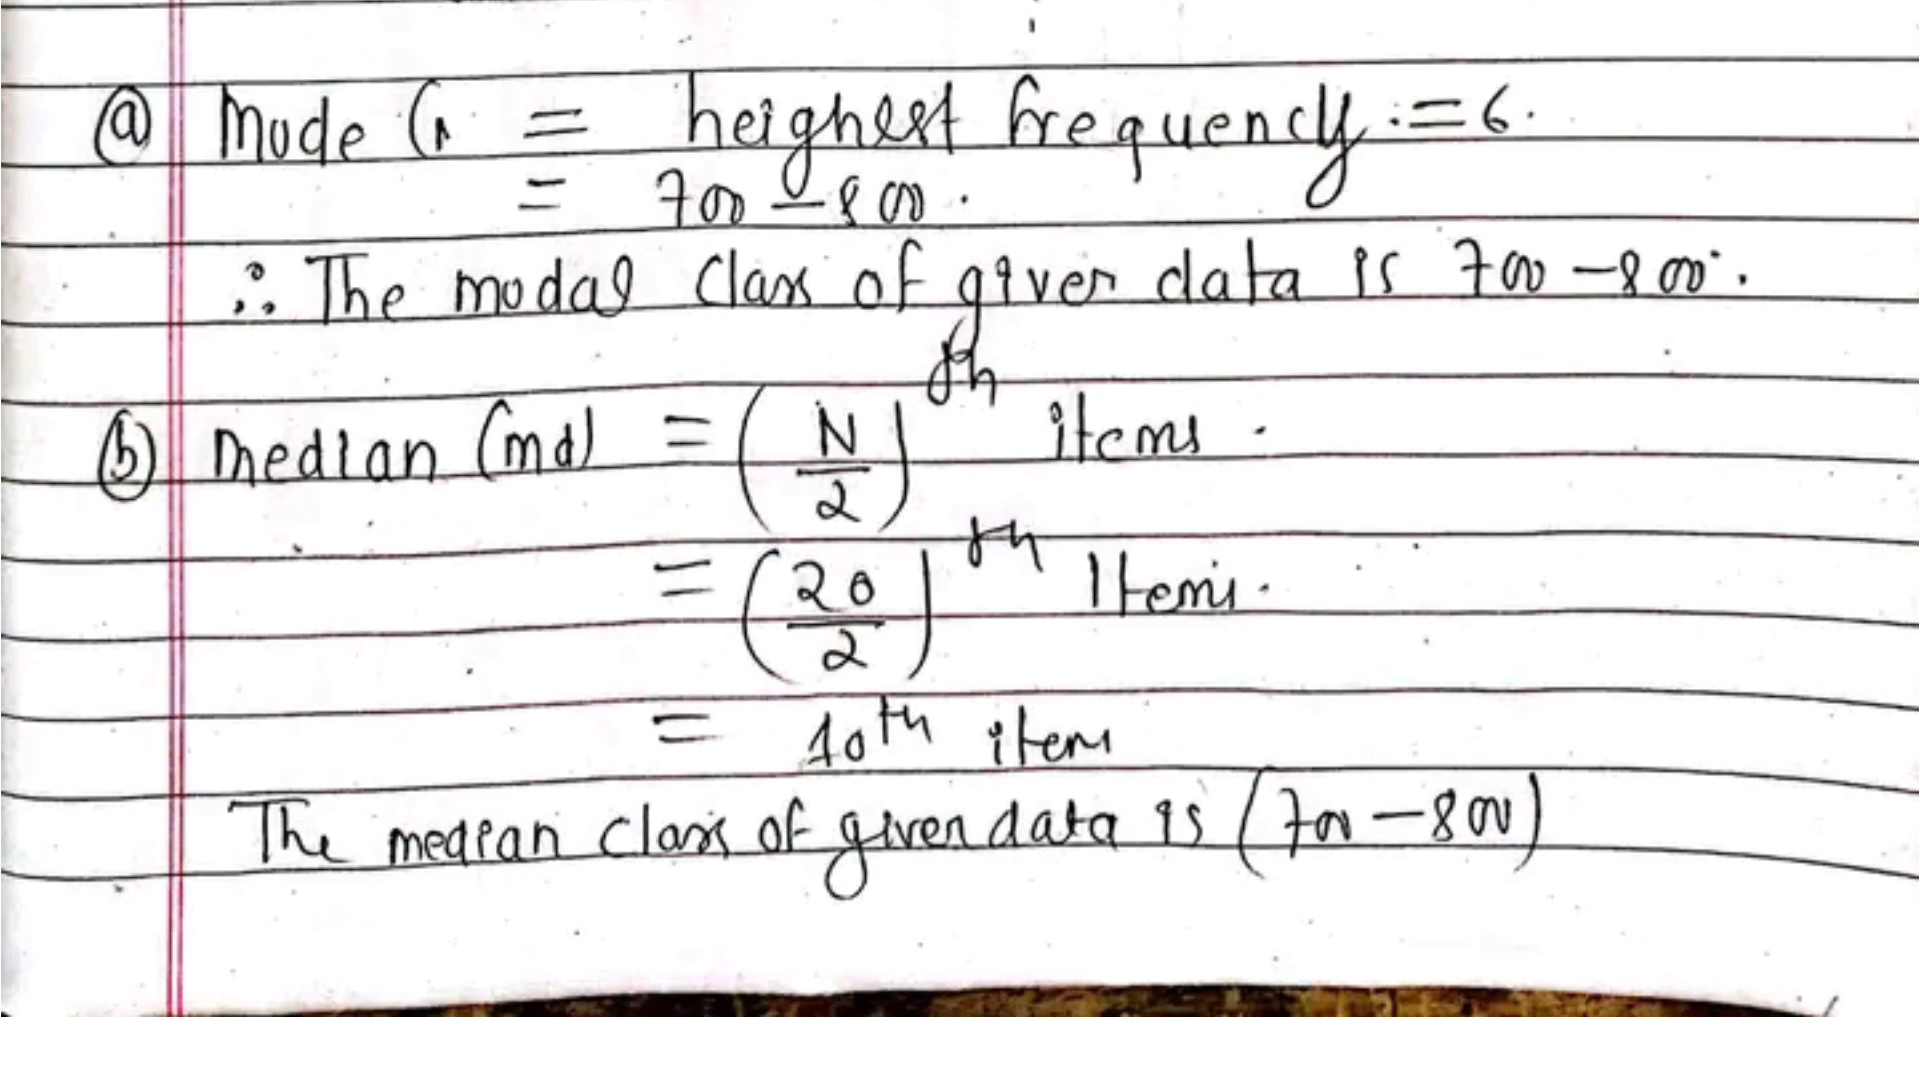 ⓐ Mode ( = heighest frequency. = 6.
= 700 – 800.
∴ The modal class of given data is 700 – 800.
ⓑ Median (md) = (N/2)th items.
= (20/2)th Items.
= 10th item
The median class of given data is (700 – 800)